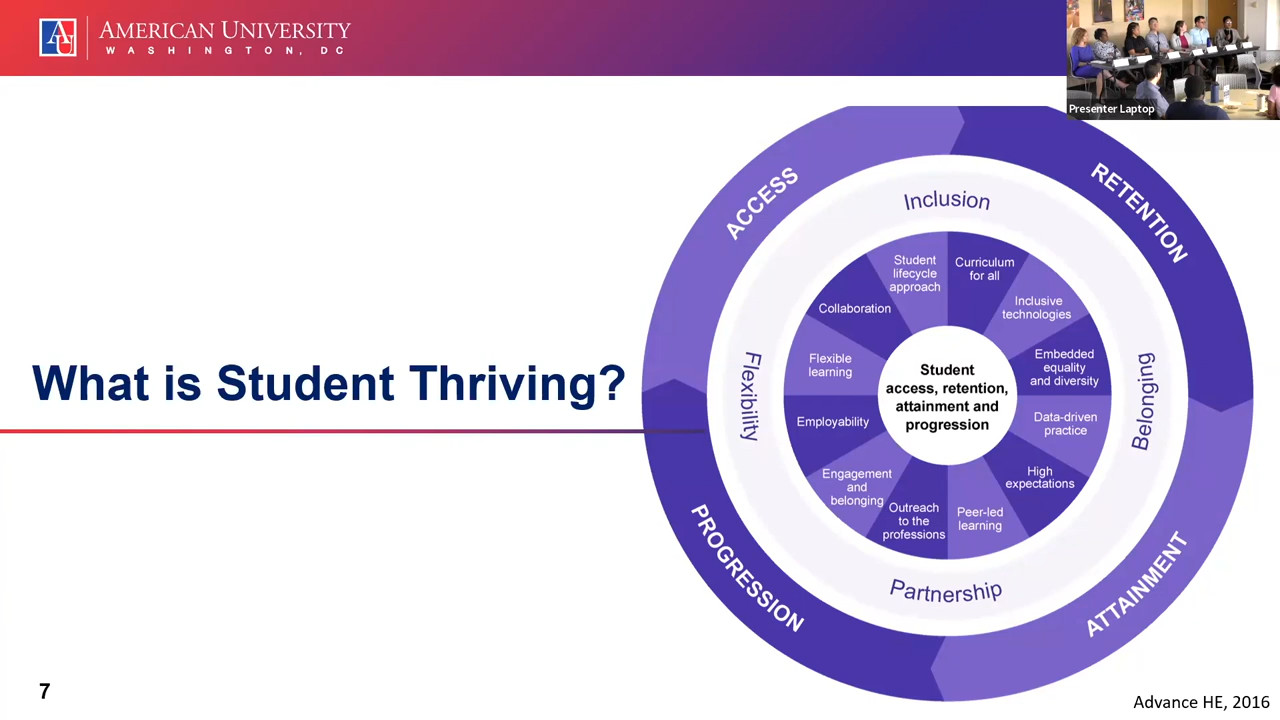 AU
AMERICAN UNIVERSITY
WASHINGTON, DC
Presenter Laptop
What is Student Thriving?
ACCESS
RETENTION
ATTAINMENT
PROGRESSION
Inclusion
Belonging
Partnership
Flexibility
Student
lifecycle
approach
Curriculum
for all
Inclusive
technologies
Embedded
equality
and diversity
Data-driven
practice
High
expectations
Peer-led
learning
Outreach
to the
professions
Engagement
and
belonging
Employability
Flexible
learning
Collaboration
Student
access, retention,
attainment and
progression
7
Advance HE, 2016